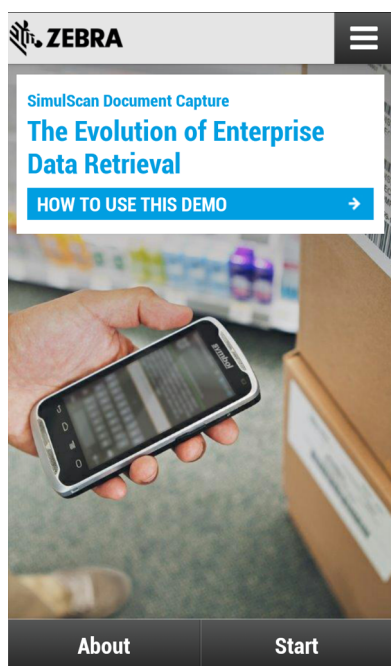 ZEBRA
SimulScan Document Capture
The Evolution of Enterprise
Data Retrieval
HOW TO USE THIS DEMO
symbol
About
Start